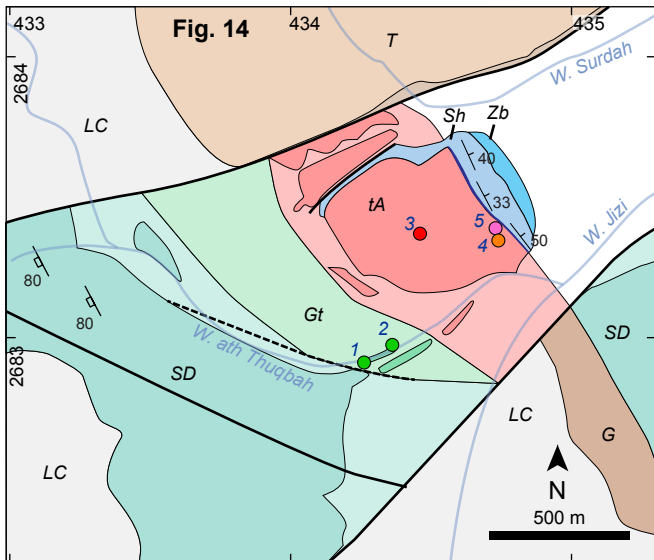 433
434
435
Fig. 14
T
W. Surdah
2684
LC
Sh
Zb
40
tA
33
3
5
W. Jizi
4
50
80
Gt
80
2
1
2683
W. ath Thuqbah
SD
SD
LC
LC
G
N
500 m